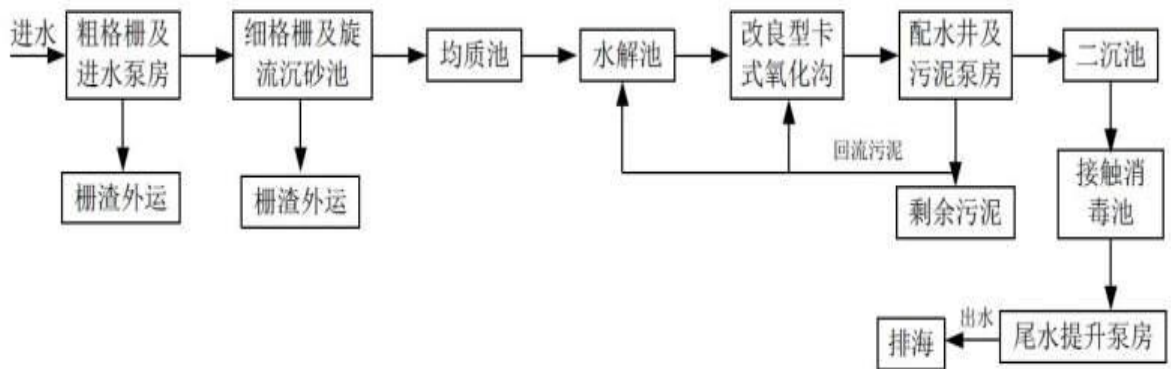 进水
粗格栅及
进水泵房
细格栅及旋
流沉砂池
均质池
水解池
改良型卡
式氧化沟
配水井及
污泥泵房
二沉池
回流污泥
栅渣外运
栅渣外运
剩余污泥
接触消
毒池
尾水提升泵房
出水
排海